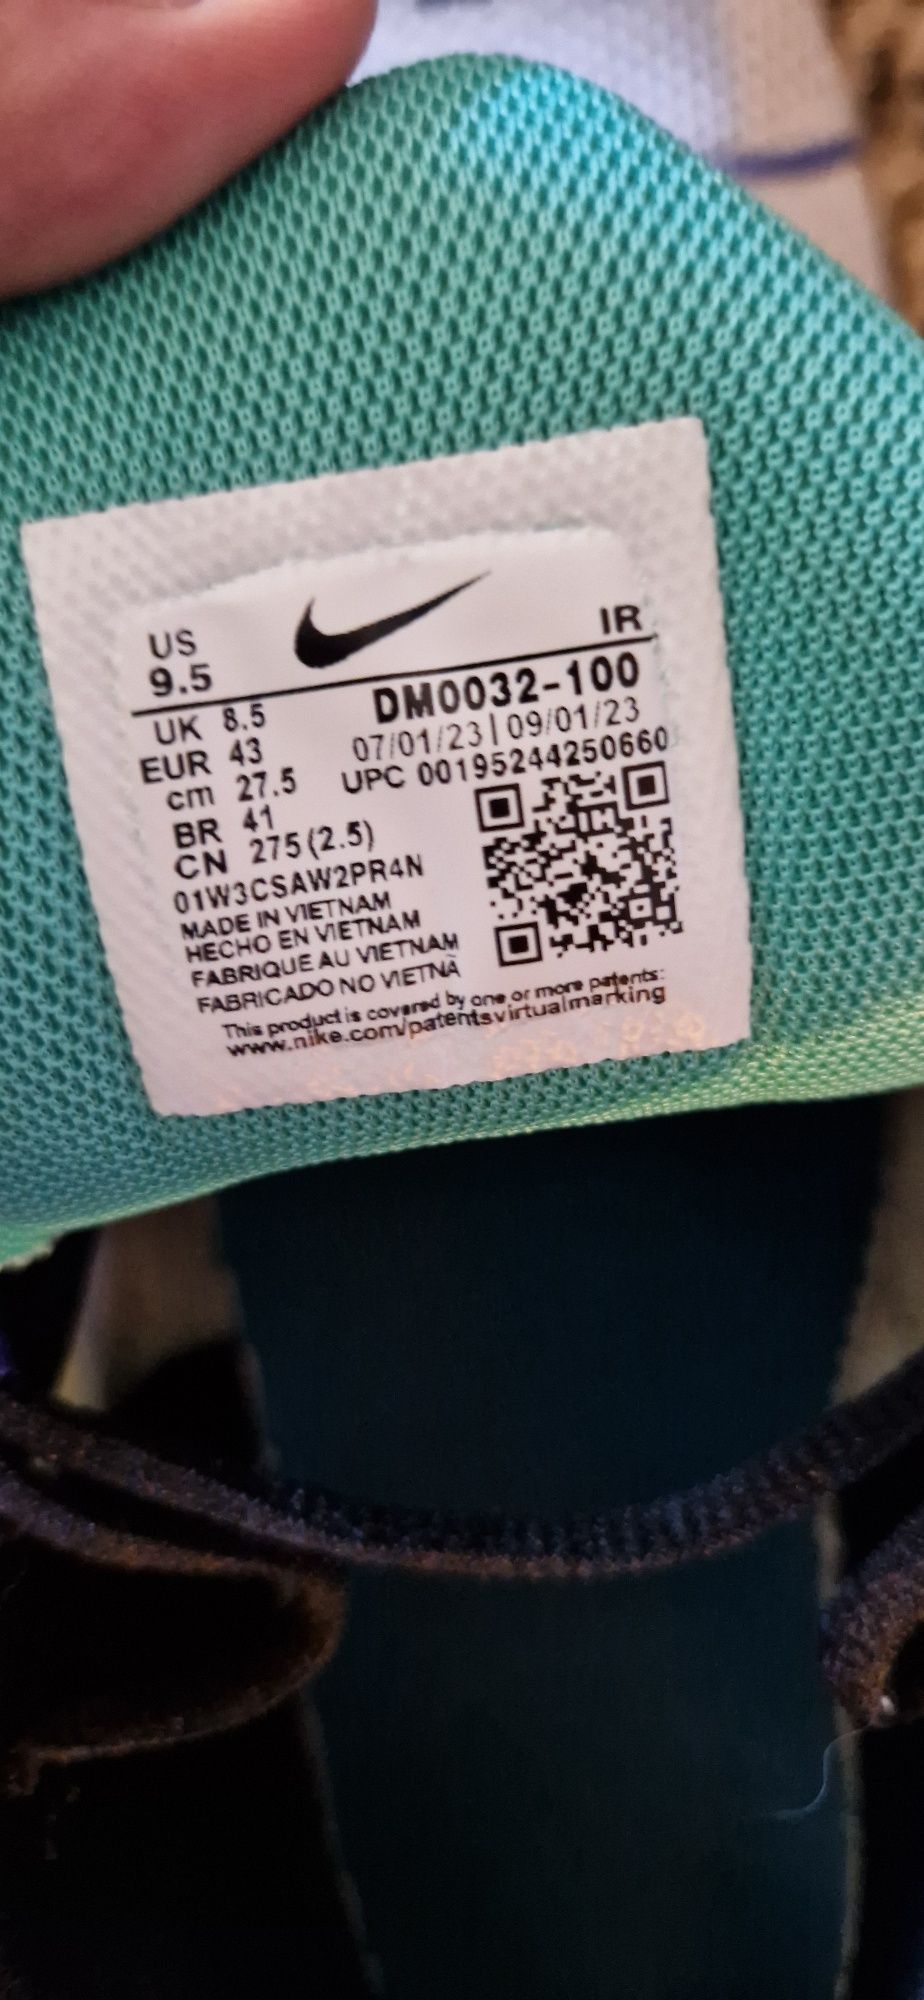 US
9.5
IR
UK 8.5
DM0032-100
EUR 43
07/01/23 | 09/01/23
cm 27.5
UPC 00195244250660
BR 41
CN 275(2.5)
01W3CSAW2PR4N
MADE IN VIETNAM
HECHO EN VIETNAM
FABRIQUE AU VIETNAM
FABRICADO NO VIETNÃ
This product is covered by one or more patents:
www.nike.com/patentsvirtualmarking